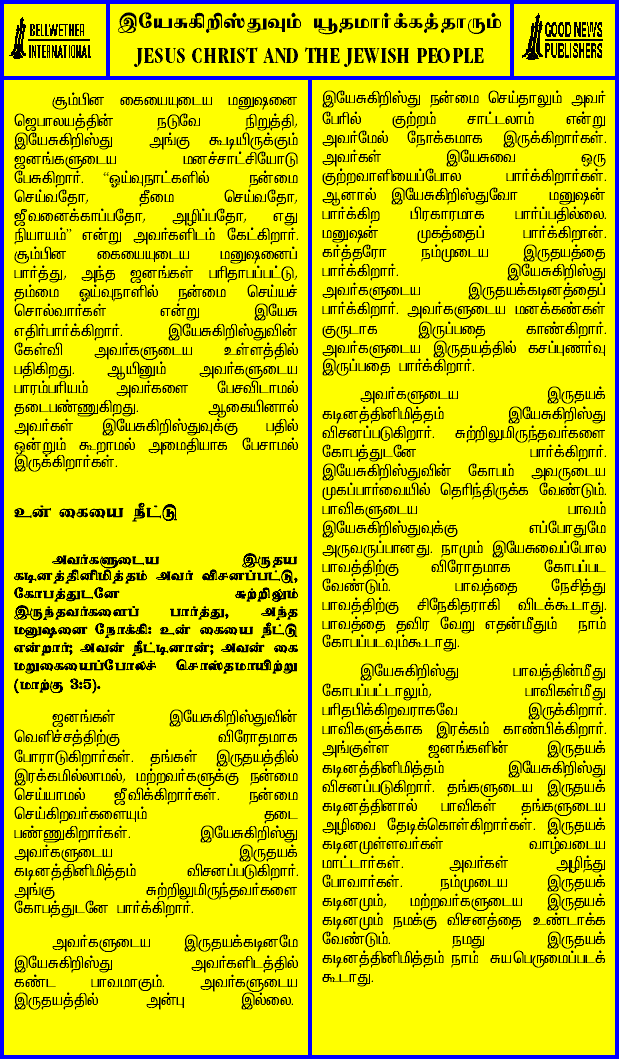 BELLWETHER
INTERNATIONAL
இயேசுகிறிஸ்துவும் யூதமார்க்கத்தாரும்
JESUS CHRIST AND THE JEWISH PEOPLE
GOOD NEWS
PUBLISHERS
சூம்பின கையையுடைய மனுஷனை
ஜெபாலயத்தின் நடுவே நிறுத்தி,
இயேசுகிறிஸ்து அங்கு கூடியிருக்கும்
ஜனங்களுடைய மனச்சாட்சியோடு
பேசுகிறார். “ஓய்வுநாட்களில் நன்மை
செய்வதோ, தீமை செய்வதோ,
ஜீவனைக்காப்பதோ, அழிப்பதோ, எது
நியாயம்” என்று அவர்களிடம் கேட்கிறார்.
சூம்பின கையையுடைய மனுஷனைப்
பார்த்து, அந்த ஜனங்கள் பரிதாபப்பட்டு,
தம்மை ஓய்வுநாளில் நன்மை செய்யச்
சொல்வார்கள் என்று இயேசு
எதிர்பார்க்கிறார். இயேசுகிறிஸ்துவின்
கேள்வி அவர்களுடைய உள்ளத்தில்
பதிகிறது. ஆயினும் அவர்களுடைய
பாரம்பரியம் அவர்களை பேசவிடாமல்
தடைபண்ணுகிறது. ஆகையினால்
அவர்கள் இயேசுகிறிஸ்துவுக்கு பதில்
ஒன்றும் கூறாமல் அமைதியாக பேசாமல்
இருக்கிறார்கள்.
உன் கையை நீட்டு
அவர்களுடைய இருதய
கடினத்தினிமித்தம் அவர் விசனப்பட்டு,
கோபத்துடனே சுற்றிலும்
இருந்தவர்களைப் பார்த்து, அந்த
மனுஷனை நோக்கி: உன் கையை நீட்டு
என்றார்; அவன் நீட்டினான்; அவன் கை
மறுகையைப்போலச் சொஸ்தமாயிற்று
(மாற்கு 3:5).
ஜனங்கள் இயேசுகிறிஸ்துவின்
வெளிச்சத்திற்கு விரோதமாக
போராடுகிறார்கள். தங்கள் இருதயத்தில்
இரக்கமில்லாமல், மற்றவர்களுக்கு நன்மை
செய்யாமல் ஜீவிக்கிறார்கள். நன்மை
செய்கிறவர்களையும் தடை
பண்ணுகிறார்கள். இயேசுகிறிஸ்து
அவர்களுடைய இருதயக்
கடினத்தினிமித்தம் விசனப்படுகிறார்.
அங்கு சுற்றிலுமிருந்தவர்களை
கோபத்துடனே பார்க்கிறார்.
அவர்களுடைய இருதயக்கடினமே
இயேசுகிறிஸ்து அவர்களிடத்தில்
கண்ட பாவமாகும். அவர்களுடைய
இருதயத்தில் அன்பு இல்லை.
இயேசுகிறிஸ்து நன்மை செய்தாலும் அவர்
பேரில் குற்றம் சாட்டலாம் என்று
அவர்மேல் நோக்கமாக இருக்கிறார்கள்.
அவர்கள் இயேசுவை ஒரு
குற்றவாளியைப்போல பார்க்கிறார்கள்.
ஆனால் இயேசுகிறிஸ்துவோ மனுஷன்
பார்க்கிற பிரகாரமாக பார்ப்பதில்லை.
மனுஷன் முகத்தைப் பார்க்கிறான்.
கர்த்தரோ நம்முடைய இருதயத்தை
பார்க்கிறார். இயேசுகிறிஸ்து
அவர்களுடைய இருதயக்கடினத்தைப்
பார்க்கிறார். அவர்களுடைய மனக்கண்கள்
குருடாக இருப்பதை காண்கிறார்.
அவர்களுடைய இருதயத்தில் கசப்புணர்வு
இருப்பதை பார்க்கிறார்.
அவர்களுடைய இருதயக்
கடினத்தினிமித்தம் இயேசுகிறிஸ்து
விசனப்படுகிறார். சுற்றிலுமிருந்தவர்களை
கோபத்துடனே பார்க்கிறார்.
இயேசுகிறிஸ்துவின் கோபம் அவருடைய
முகப்பார்வையில் தெரிந்திருக்க வேண்டும்.
பாவிகளுடைய பாவம்
இயேசுகிறிஸ்துவுக்கு எப்போதுமே
அருவருப்பானது. நாமும் இயேசுவைப்போல
பாவத்திற்கு விரோதமாக கோபப்பட
வேண்டும். பாவத்தை நேசித்து
பாவத்திற்கு சிநேகிதராகி விடக்கூடாது.
பாவத்தை தவிர வேறு எதன்மீதும் நாம்
கோபப்படவும்கூடாது.
இயேசுகிறிஸ்து பாவத்தின்மீது
கோபப்பட்டாலும், பாவிகள்மீது
பரிதபிக்கிறவராகவே இருக்கிறார்.
பாவிகளுக்காக இரக்கம் காண்பிக்கிறார்.
அங்குள்ள ஜனங்களின் இருதயக்
கடினத்தினிமித்தம் இயேசுகிறிஸ்து
விசனப்படுகிறார். தங்களுடைய இருதயக்
கடினத்தினால் பாவிகள் தங்களுடைய
அழிவை தேடிக்கொள்கிறார்கள். இருதயக்
கடினமுள்ளவர்கள் வாழ்வடைய
மாட்டார்கள். அவர்கள் அழிந்து
போவார்கள். நம்முடைய இருதயக்
கடினமும், மற்றவர்களுடைய இருதயக்
கடினமும் நமக்கு விசனத்தை உண்டாக்க
வேண்டும். நமது இருதயக்
கடினத்தினிமித்தம் நாம் சுயபெருமைப்படக்
கூடாது.